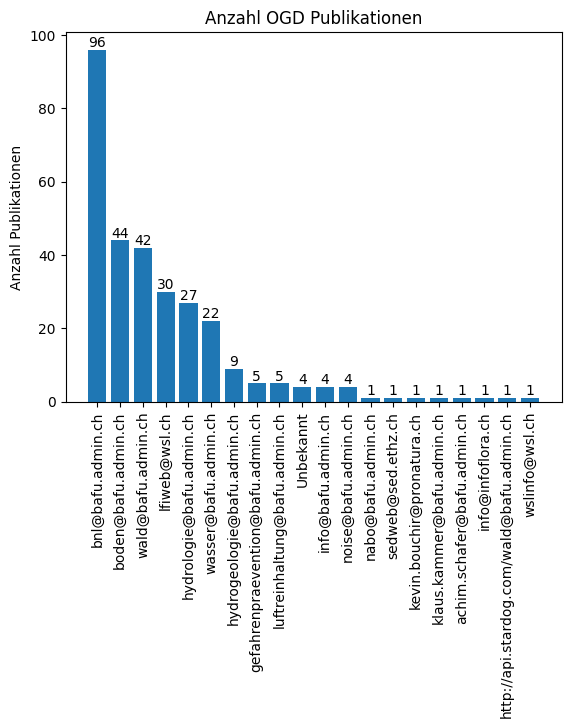 Anzahl OGD Publikationen
Anzahl Publikationen
100
80
60
40
20
0
96
44
42
30
27
22
9
5
5
4
4
4
1
1
1
1
1
1
1
1
bnl@bafu.admin.ch
boden@bafu.admin.ch
wald@bafu.admin.ch
lfiweb@wsl.ch
hydrologie@bafu.admin.ch
wasser@bafu.admin.ch
hydrogeologie@bafu.admin.ch
gefahrenpraevention@bafu.admin.ch
luftreinhaltung@bafu.admin.ch
Unbekannt
info@bafu.admin.ch
noise@bafu.admin.ch
nabo@bafu.admin.ch
sedweb@sed.ethz.ch
kevin.bouchir@pronatura.ch
klaus.kammer@bafu.admin.ch
achim.schafer@bafu.admin.ch
info@infoflora.ch
http://api.stardog.com/wald@bafu.admin.ch
wslinfo@wsl.ch